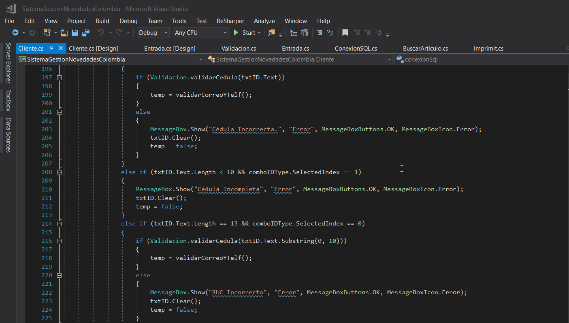 SistemaGestionNovedadesColombia - Microsoft Visual Studio
File Edit View Project Build Debug Team Tools Test ReSharper Analyze Window Help
Debug Any CPU Start
Cliente.cs Cliente.cs [Design] Entrada.cs [Design] Validacion.cs Entrada.cs ConexionSQL.cs BuscarArticulo.cs Imprimir.cs
SistemaGestionNovedadesColombia SistemaGestionNovedadesColombia.Cliente conexionSql
Server Explorer
Toolbox
Data Sources
196 {
197 if (Validacion.validarCedula(txtID.Text))
198 {
199 temp = validarCorreoYTelf();
200 }
201 else
202 {
203 MessageBox.Show("Cédula Incorrecta.", "Error", MessageBoxButtons.OK, MessageBoxIcon.Error);
204 txtID.Clear();
205 temp = false;
206 }
207 }
208 else if (txtID.Text.Length < 10 && comboIDType.SelectedIndex == 1)
209 {
210 MessageBox.Show("Cédula Incompleta", "Error", MessageBoxButtons.OK, MessageBoxIcon.Error);
211 txtID.Clear();
212 temp = false;
213 }
214 else if (txtID.Text.Length == 13 && comboIDType.SelectedIndex == 0)
215 {
216 if (Validacion.validarCedula(txtID.Text.Substring(0, 10)))
217 {
218 temp = validarCorreoYTelf();
219 }
220 else
221 {
222 MessageBox.Show("RUC Incorrecto", "Error", MessageBoxButtons.OK, MessageBoxIcon.Error);
223 txtID.Clear();
224 temp = false;
225 }